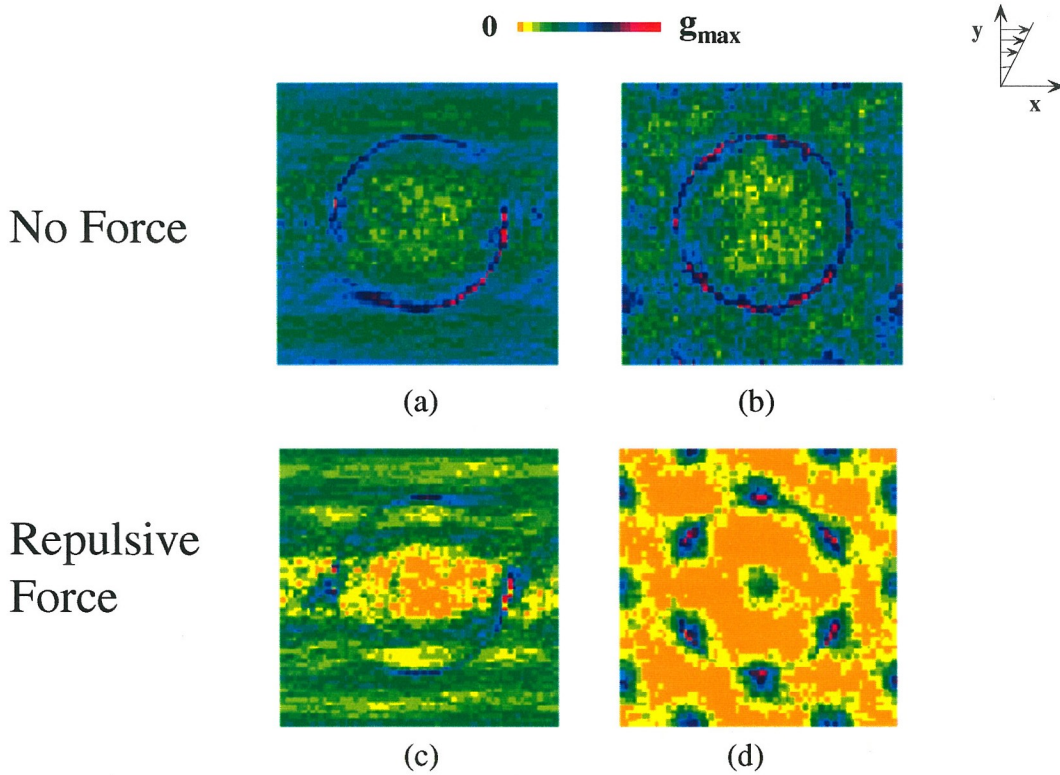 0 gmax
y
x
No Force
(a) (b)
Repulsive
Force
(c) (d)